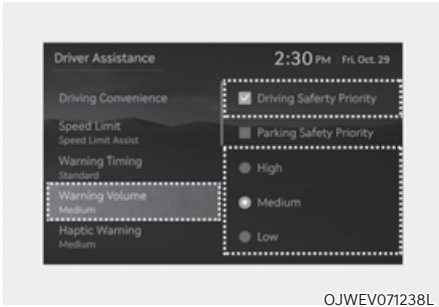 Driver Assistance
2:30 PM Fri, Oct. 29
Driving Convenience
Speed Limit
Speed Limit Assist
Warning Timing
Standard
Warning Volume
Medium
Haptic Warning
Medium
Driving Saferty Priority
Parking Safety Priority
High
Medium
Low
OJWEV071238L